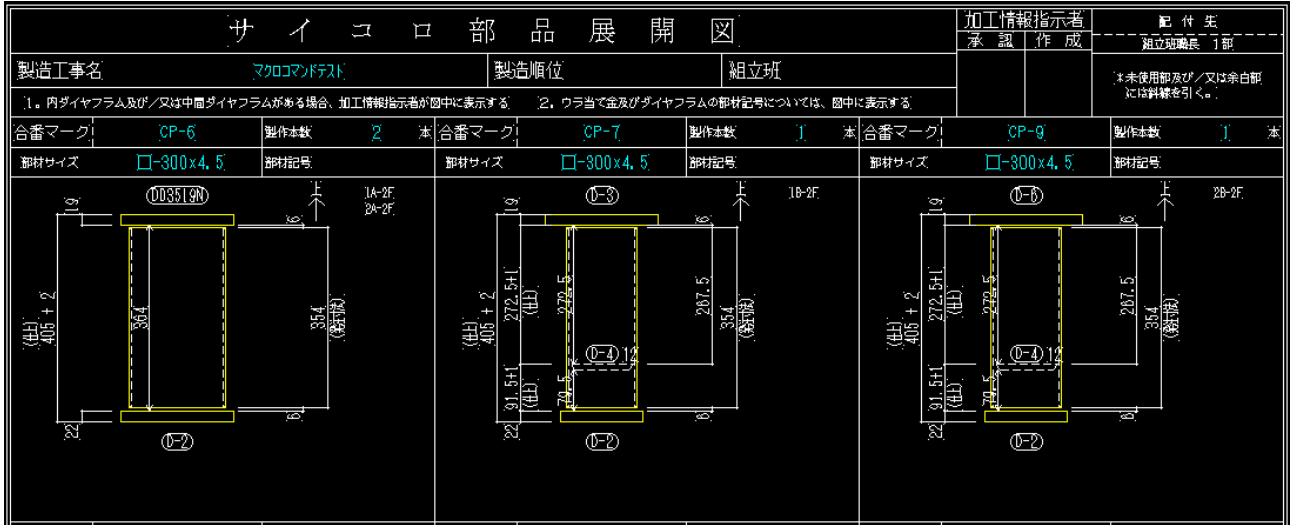 サイコロ部品展開図
加工情報指示者
承認 作成
配付先
組立班職長 1部
製造工事名 マクロコマンドテスト 製造順位 組立班
*未使用部及び/又は余白部
には斜線を引く。
1。内ダイヤフラム及び/又は中間ダイヤフラムがある場合、加工情報指示者が図中に表示する 2。ウラ当て金及びダイヤフラムの部材記号については、図中に表示する
合番マーク CP-6 製作本数 2 本 合番マーク CP-7 製作本数 1 本 合番マーク CP-9 製作本数 1 本
部材サイズ 口-300x4.5 部材記号 部材サイズ 口-300x4.5 部材記号 部材サイズ 口-300x4.5 部材記号
19
DD3519N
上
1A-2F
2A-2F
6
(仕上)
405 + 2
364
354
22
D-2
6
19
D-3
上
1B-2F
6
(仕上)
405 + 2
272.5+1
(仕上)
272.5
267.5
354
D-4 12
91.5+1
(仕上)
79.5
22
D-2
6
19
D-6
上
2B-2F
6
(仕上)
405 + 2
272.5+1
(仕上)
272.5
267.5
354
D-4 12
91.5+1
(仕上)
79.5
22
D-2
6